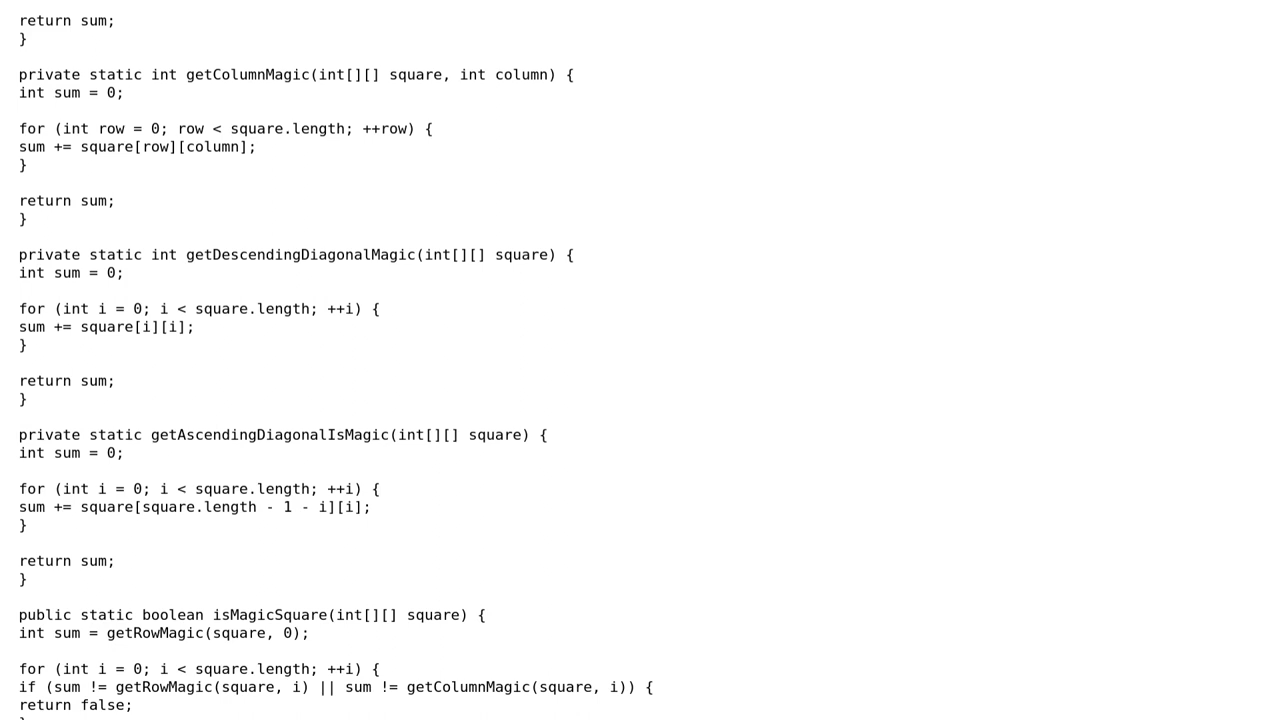 return sum;
}
private static int getColumnMagic(int[][] square, int column) {
int sum = 0;
for (int row = 0; row < square.length; ++row) {
sum += square[row][column];
}
return sum;
}
private static int getDescendingDiagonalMagic(int[][] square) {
int sum = 0;
for (int i = 0; i < square.length; ++i) {
sum += square[i][i];
}
return sum;
}
private static getAscendingDiagonalIsMagic(int[][] square) {
int sum = 0;
for (int i = 0; i < square.length; ++i) {
sum += square[square.length - 1 - i][i];
}
return sum;
}
public static boolean isMagicSquare(int[][] square) {
int sum = getRowMagic(square, 0);
for (int i = 0; i < square.length; ++i) {
if (sum != getRowMagic(square, i) || sum != getColumnMagic(square, i)) {
return false;
}